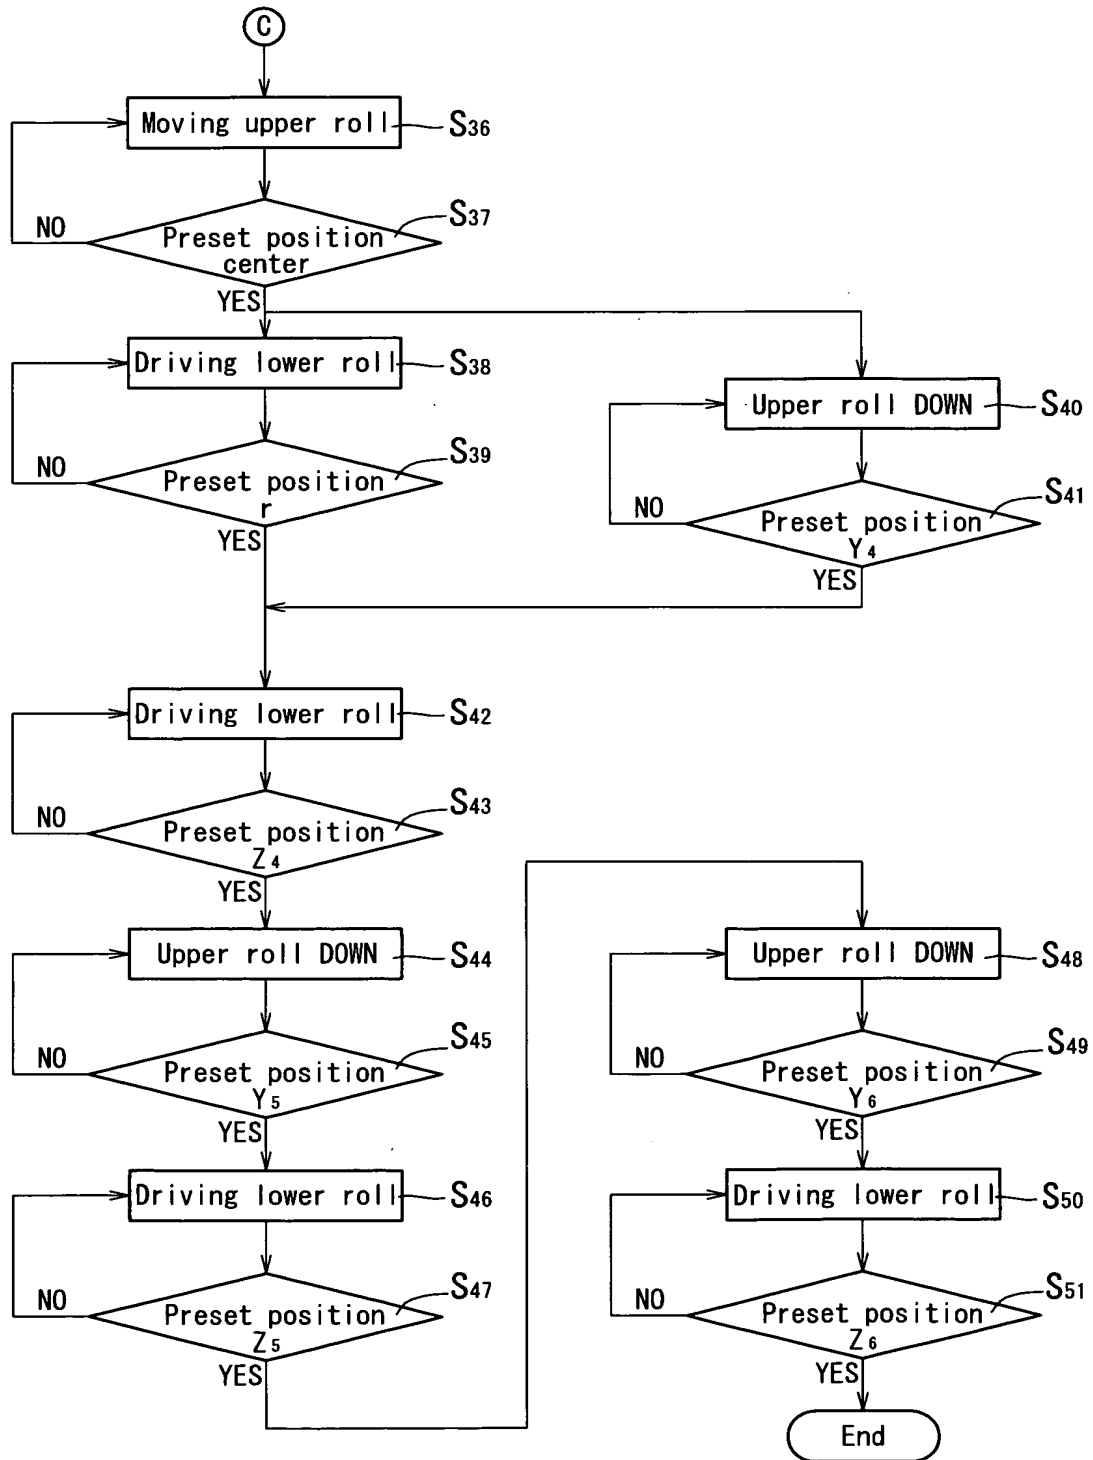 C
Moving upper roll
S36
NO
Preset position
center
S37
YES
Driving lower roll
S38
NO
Preset position
r
S39
YES
Upper roll DOWN
S40
NO
Preset position
Y4
S41
YES
Driving lower roll
S42
NO
Preset position
Z4
S43
YES
Upper roll DOWN
S44
NO
Preset position
Y5
S45
YES
Driving lower roll
S46
NO
Preset position
Z5
S47
YES
Upper roll DOWN
S48
NO
Preset position
Y6
S49
YES
Driving lower roll
S50
NO
Preset position
Z6
S51
YES
End